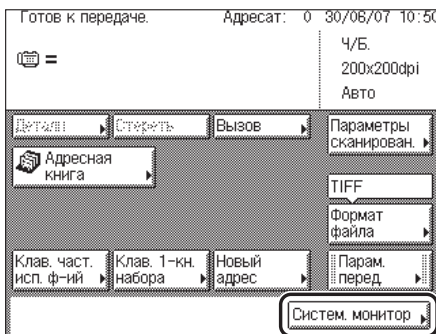 Готов к передаче. Адресат: 0 30/06/07 10:50
=
Ч/Б.
200x200dpi
Авто
Детали Стереть Вызов Параметры сканирован.
Адресная
книга
TIFF
Формат
файла
Клав. част. Клав. 1-кн. Новый Парам.
исп. ф-ий набора адрес перед.
Систем. монитор